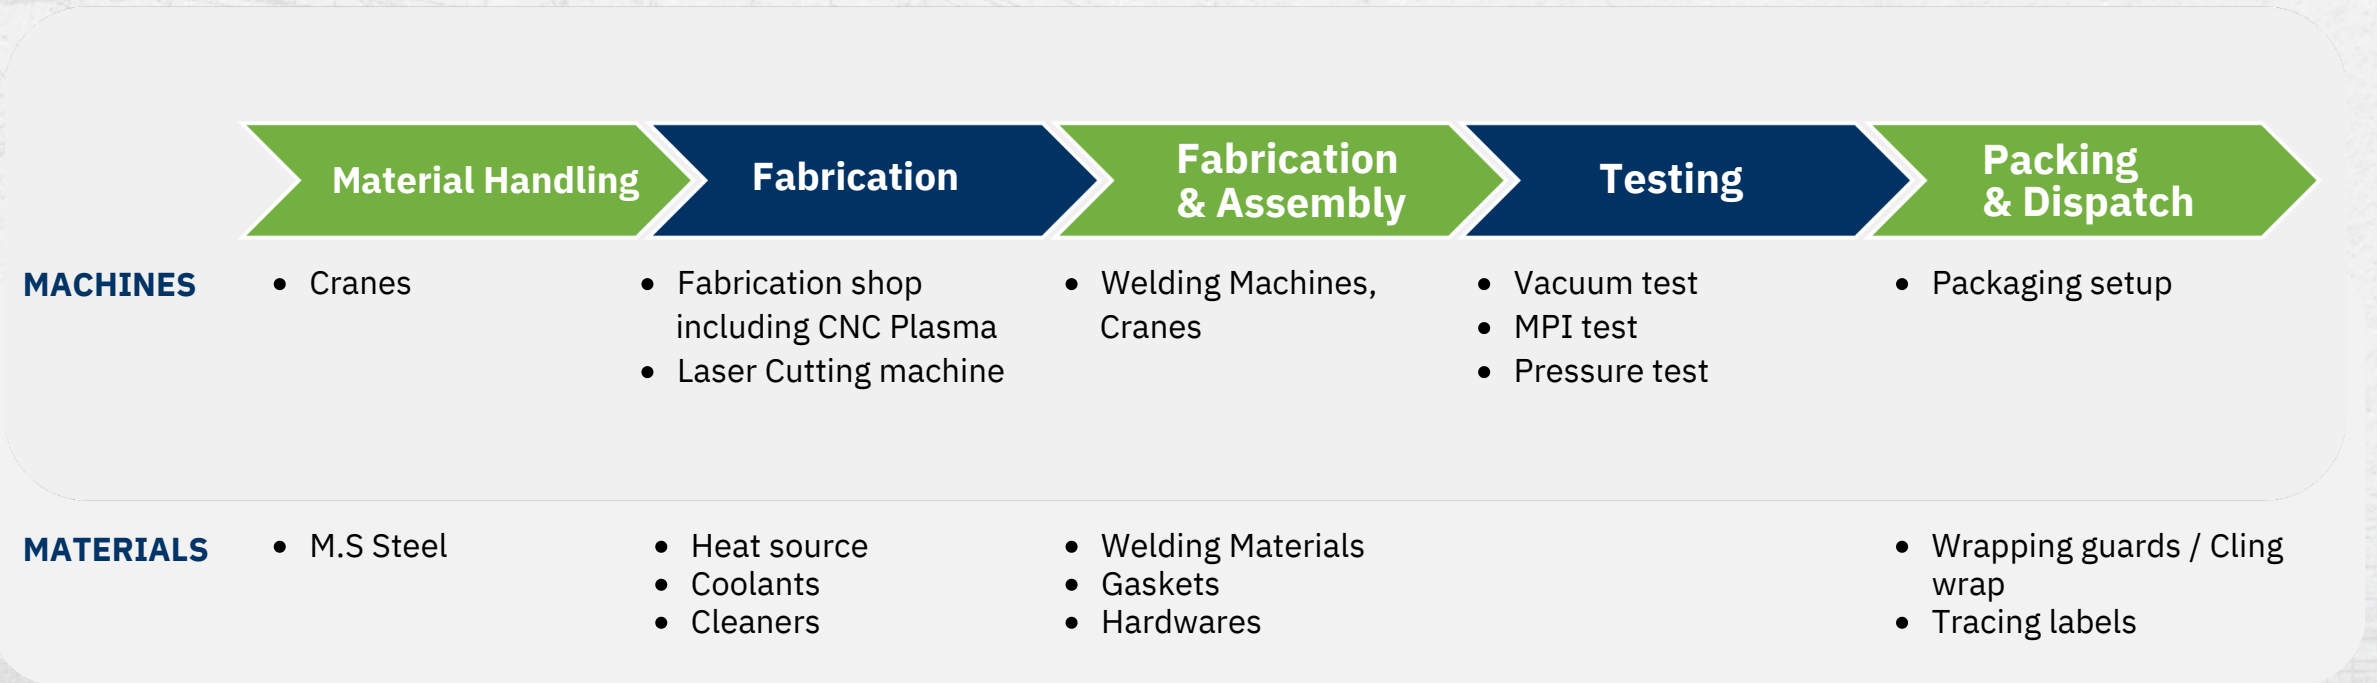 Material Handling
Fabrication
Fabrication
& Assembly
Testing
Packing
& Dispatch
MACHINES
• Cranes
• Fabrication shop
including CNC Plasma
• Laser Cutting machine
• Welding Machines,
Cranes
• Vacuum test
• MPI test
• Pressure test
• Packaging setup
MATERIALS
• M.S Steel
• Heat source
• Coolants
• Cleaners
• Welding Materials
• Gaskets
• Hardwares
• Wrapping guards / Cling
wrap
• Tracing labels